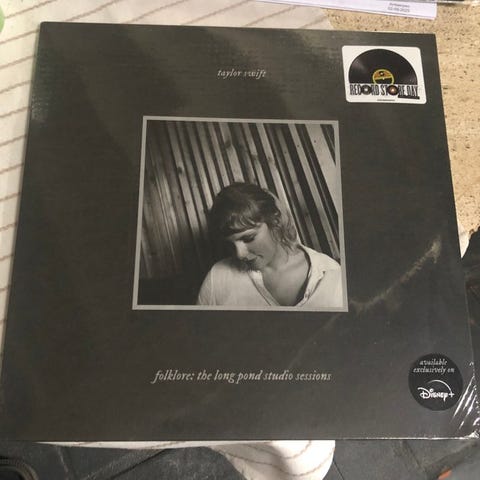 taylor swift
RECORD STORE DAY
folklore: the long pond studio sessions
available
exclusively on
Disney+